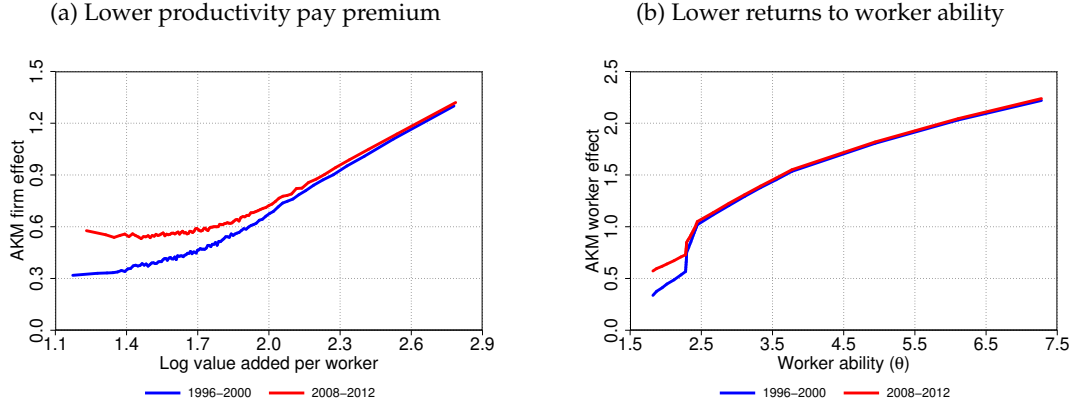 (a) Lower productivity pay premium
AKM firm effect
0.0 0.3 0.6 0.9 1.2 1.5
1.1 1.4 1.7 2.0 2.3 2.6 2.9
Log value added per worker
1996−2000 2008−2012
(b) Lower returns to worker ability
AKM worker effect
0.0 0.5 1.0 1.5 2.0 2.5
1.5 2.5 3.5 4.5 5.5 6.5 7.5
Worker ability (θ)
1996−2000 2008−2012